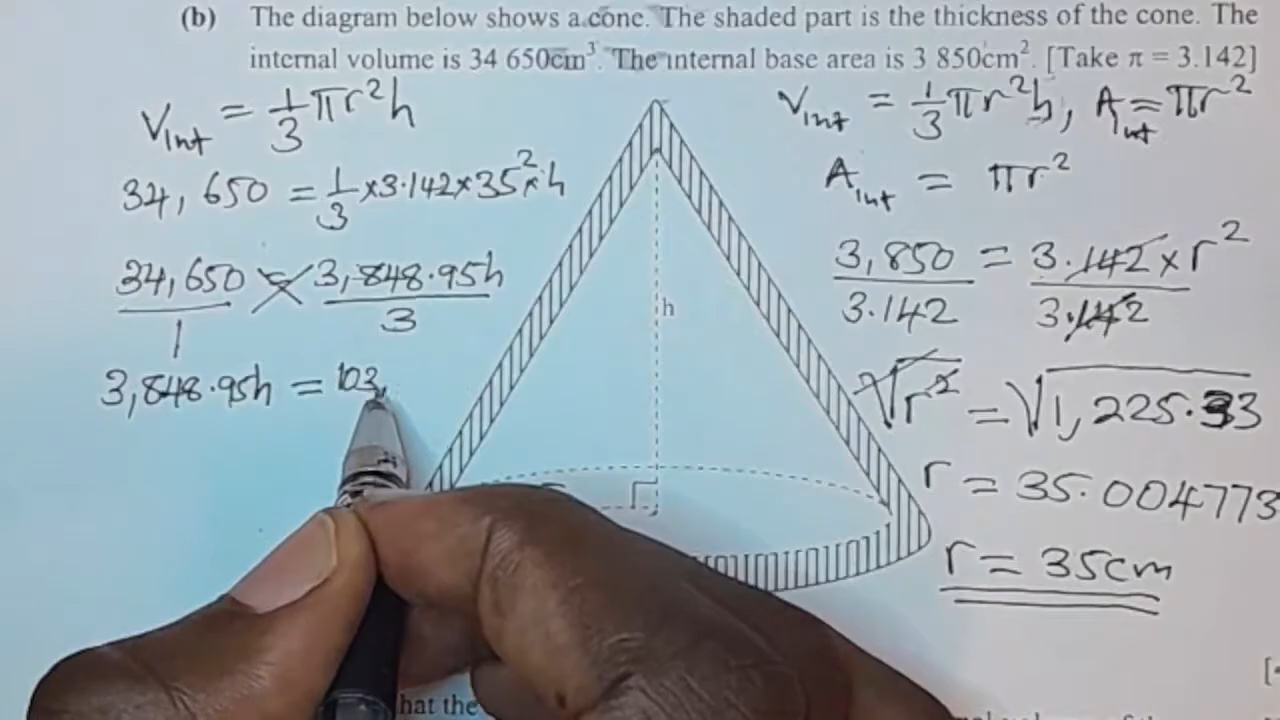 (b) The diagram below shows a cone. The shaded part is the thickness of the cone. The
internal volume is 34 650cm³. The internal base area is 3 850cm². [Take π = 3.142]
V_Int = 1/3 πr²h
34, 650 = 1/3 × 3.142 × 35² × h
34,650/1 = 3,848.95h/3
3,848.95h = 103,
h
r
V_Int = 1/3 πr²h, A_Int = πr²
A_Int = πr²
3,850/3.142 = 3.142 × r²/3.142
√r² = √1,225.33
r = 35.004773
r = 35cm
hat the